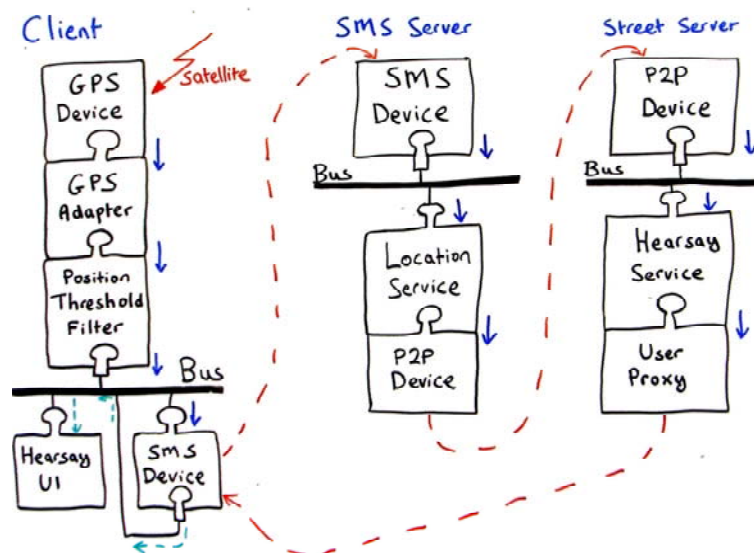 Client
Satellite
GPS
Device
GPS
Adapter
Position
Threshold
Filter
Bus
Hearsay
UI
SMS
Device
SMS Server
SMS
Device
Bus
Location
Service
P2P
Device
Street Server
P2P
Device
Bus
Hearsay
Service
User
Proxy